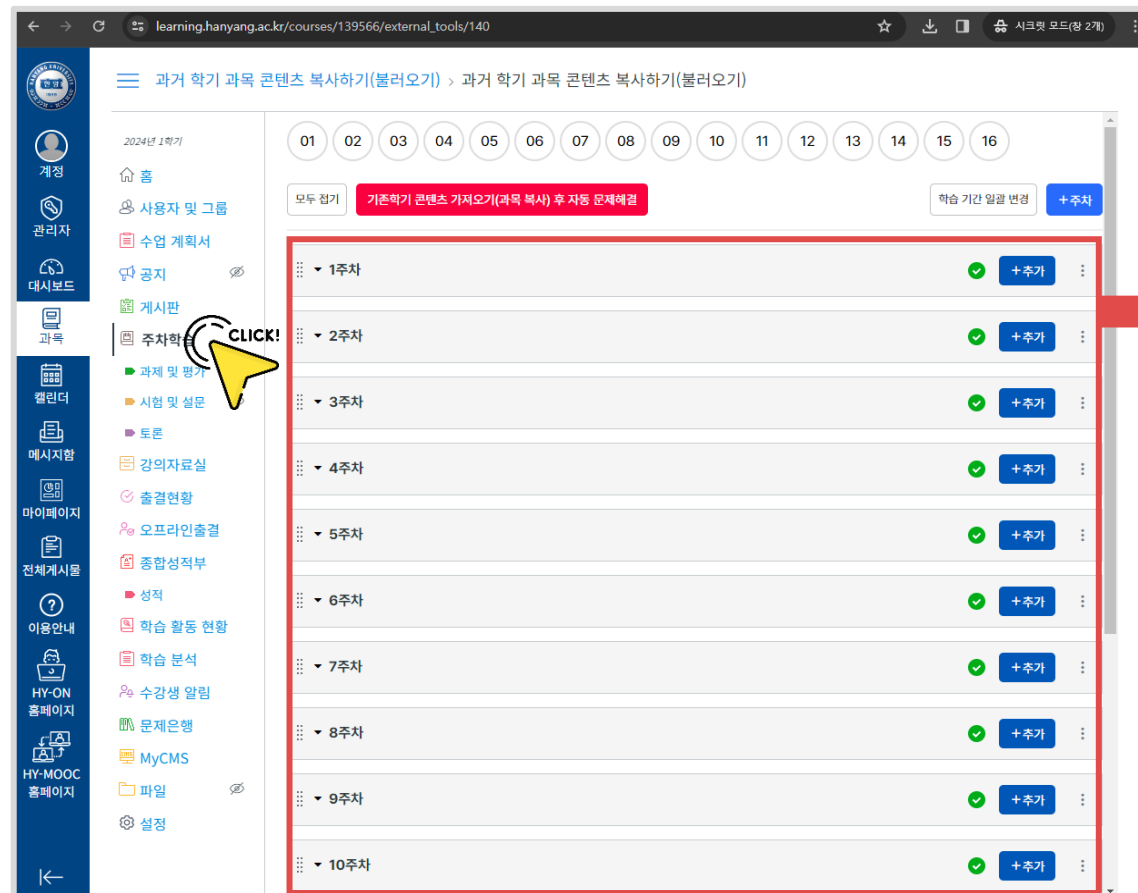 learning.hanyang.ac.kr/courses/139566/external_tools/140
시크릿 모드(창 2개)
과거 학기 과목 콘텐츠 복사하기(불러오기) > 과거 학기 과목 콘텐츠 복사하기(불러오기)
계정
관리자
대시보드
과목
캘린더
메시지함
마이페이지
전체게시물
이용안내
HY-ON
홈페이지
HY-MOOC
홈페이지
2024년 1학기
홈
사용자 및 그룹
수업 계획서
공지
게시판
주차학
CLICK!
과제 및 평가
시험 및 설문
토론
강의자료실
출결현황
오프라인출결
종합성적부
성적
학습 활동 현황
학습 분석
수강생 알림
문제은행
MyCMS
파일
설정
01 02 03 04 05 06 07 08 09 10 11 12 13 14 15 16
모두 접기 기존학기 콘텐츠 가져오기(과목 복사) 후 자동 문제해결 학습 기간 일괄 변경 +주차
1주차 +추가
2주차 +추가
3주차 +추가
4주차 +추가
5주차 +추가
6주차 +추가
7주차 +추가
8주차 +추가
9주차 +추가
10주차 +추가